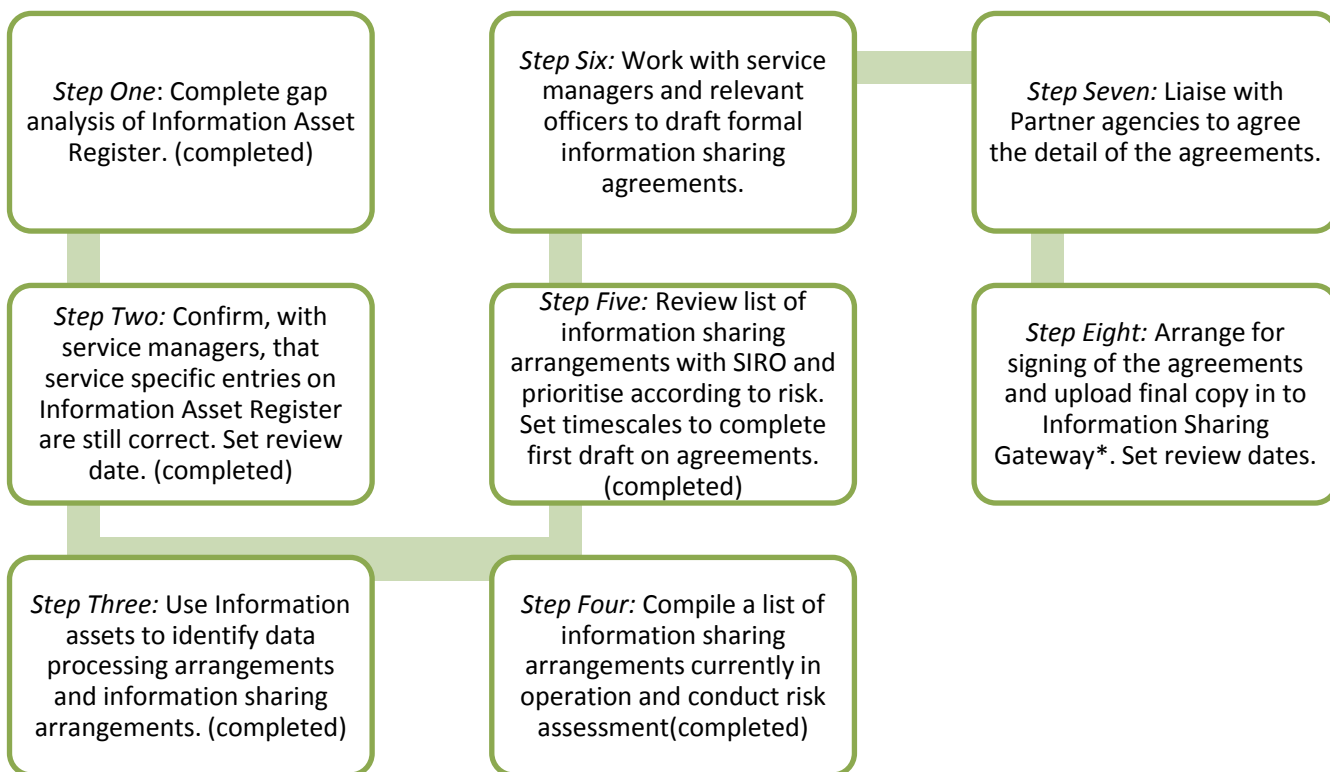 Step One: Complete gap
analysis of Information Asset
Register. (completed)
Step Two: Confirm, with
service managers, that
service specific entries on
Information Asset Register
are still correct. Set review
date. (completed)
Step Three: Use Information
assets to identify data
processing arrangements
and information sharing
arrangements. (completed)
Step Four: Compile a list of
information sharing
arrangements currently in
operation and conduct risk
assessment(completed)
Step Five: Review list of
information sharing
arrangements with SIRO and
prioritise according to risk.
Set timescales to complete
first draft on agreements.
(completed)
Step Six: Work with service
managers and relevant
officers to draft formal
information sharing
agreements.
Step Seven: Liaise with
Partner agencies to agree
the detail of the agreements.
Step Eight: Arrange for
signing of the agreements
and upload final copy in to
Information Sharing
Gateway*. Set review dates.